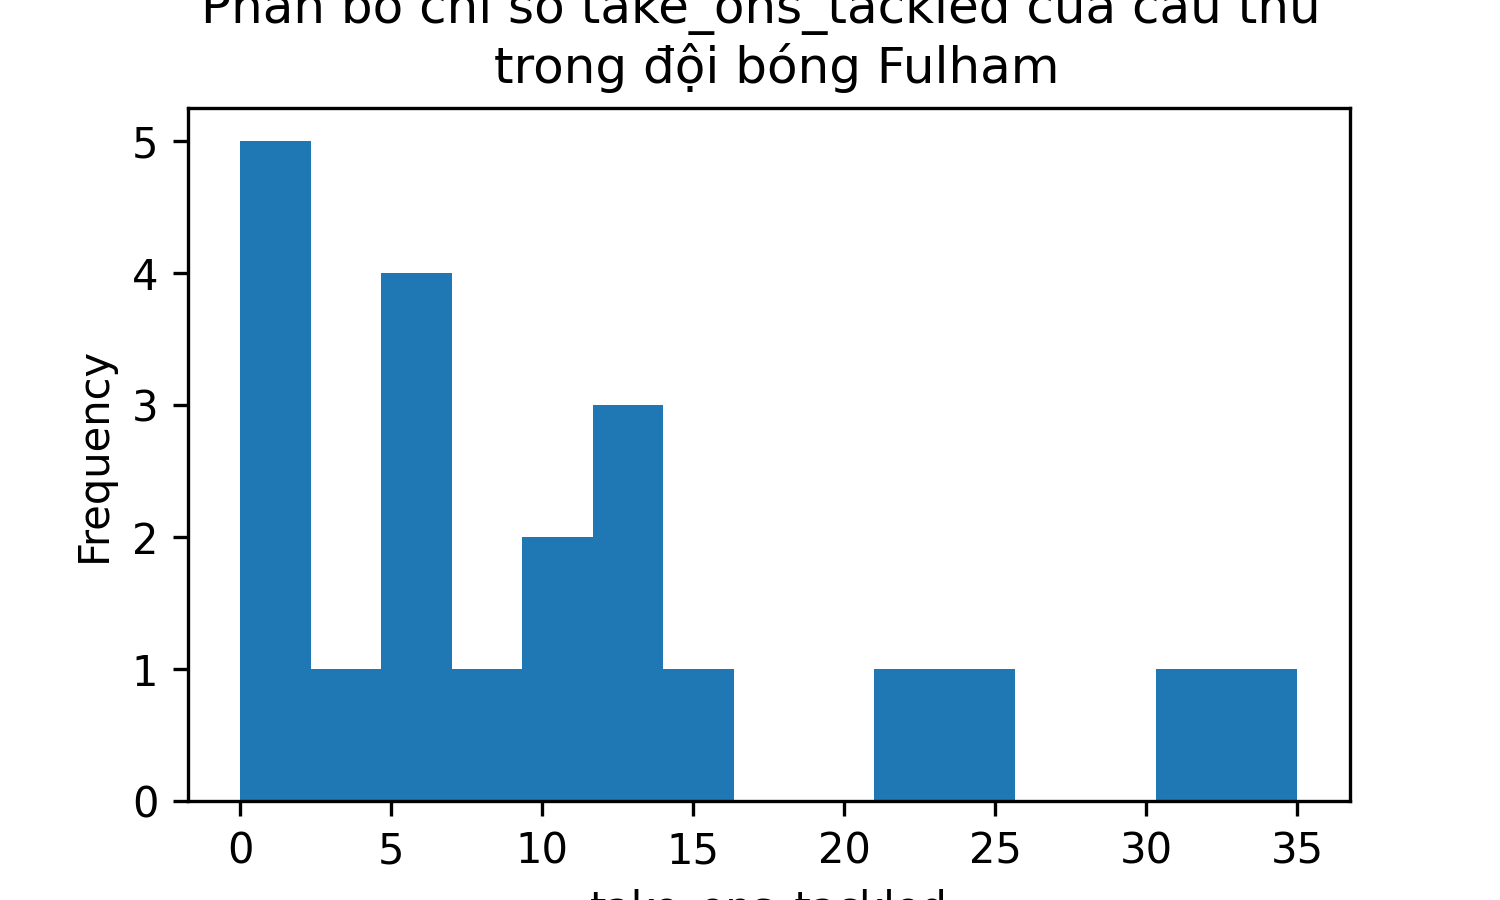 Phân bố chỉ số take_ons_tackled của cầu thủ
trong đội bóng Fulham
5
4
3
2
1
0
Frequency
0 5 10 15 20 25 30 35
take_ons_tackled